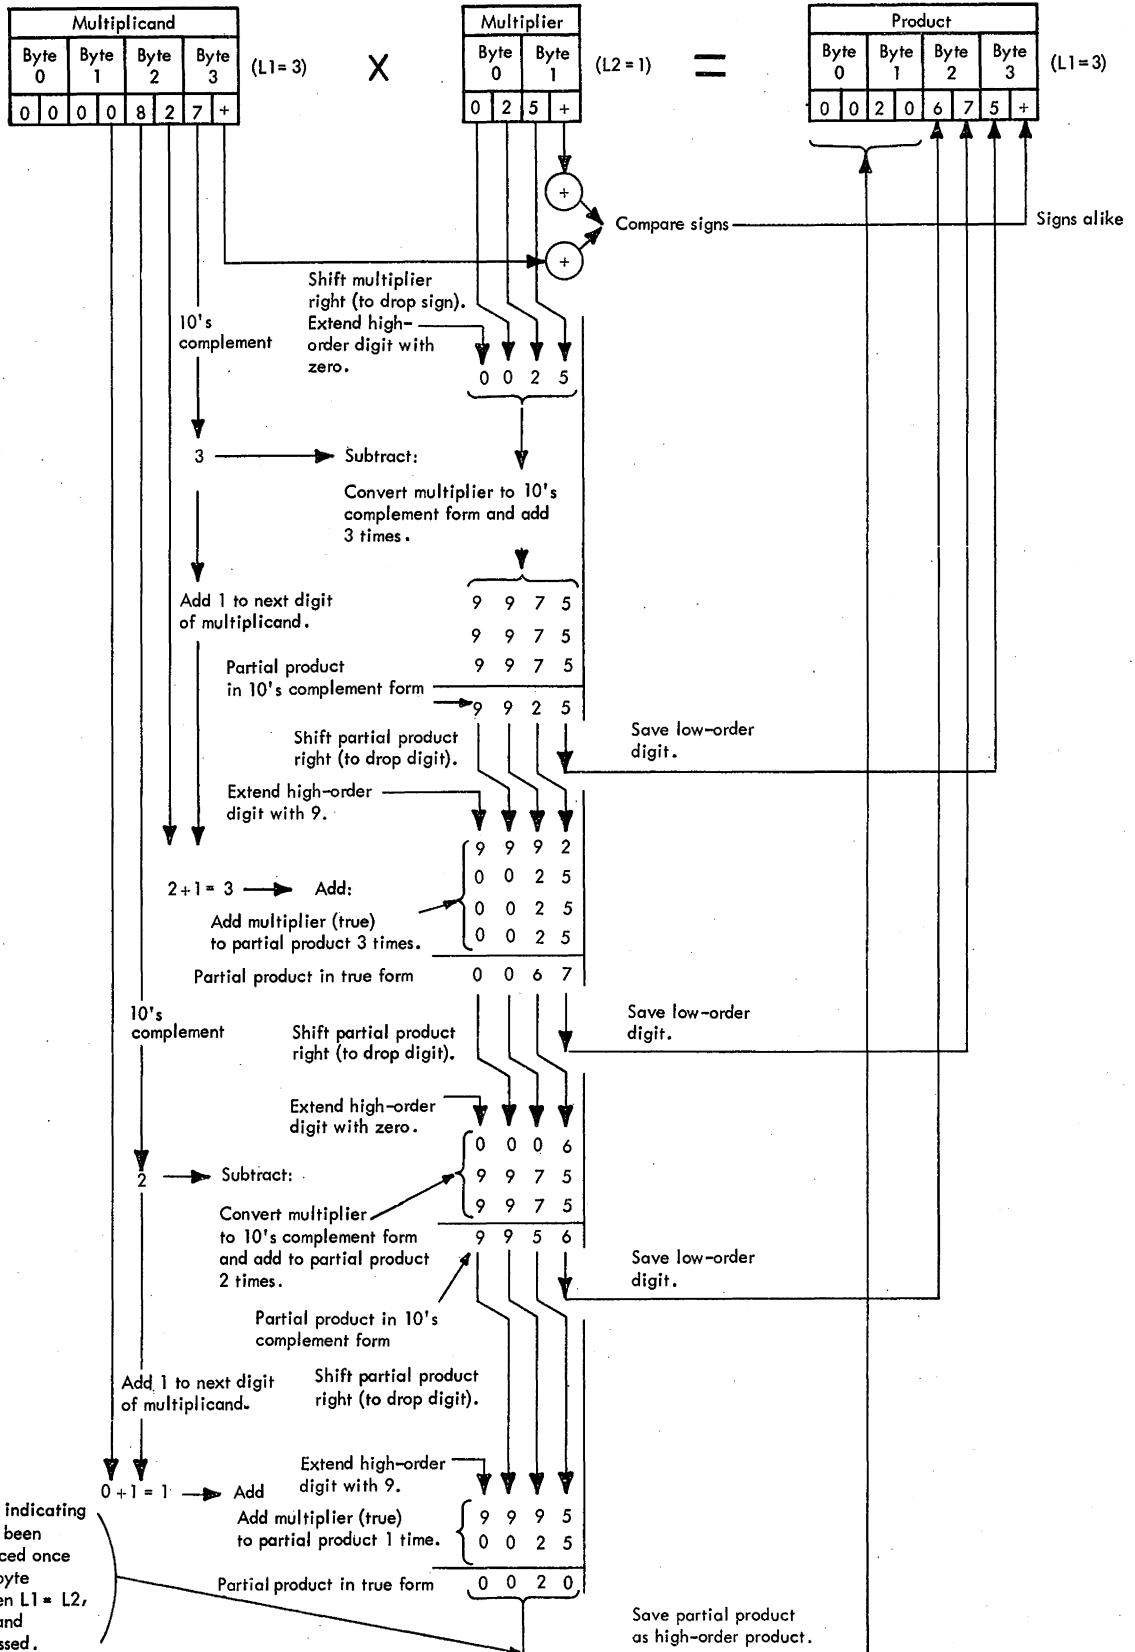 Multiplicand
Multiplier
Product
Byte 0 Byte 1 Byte 2 Byte 3
(L1=3)
X
Byte 0 Byte 1
(L2=1)
=
Byte 0 Byte 1 Byte 2 Byte 3
(L1=3)
0 0 0 0 8 2 7 +
0 2 5 +
0 0 2 0 6 7 5 +
+
Compare signs
Signs alike
+
Shift multiplier
right (to drop sign).
Extend high-
order digit with
zero.
10's
complement
0 0 2 5
3
Subtract:
Convert multiplier to 10's
complement form and add
3 times.
Add 1 to next digit
of multiplicand.
9 9 7 5
9 9 7 5
9 9 7 5
Partial product
in 10's complement form
9 9 2 5
Shift partial product
right (to drop digit).
Save low-order
digit.
Extend high-order
digit with 9.
9 9 9 2
0 0 2 5
0 0 2 5
0 0 2 5
2+1= 3
Add:
Add multiplier (true)
to partial product 3 times.
Partial product in true form
0 0 6 7
10's
complement
Shift partial product
right (to drop digit).
Save low-order
digit.
Extend high-order
digit with zero.
0 0 0 6
9 9 7 5
9 9 7 5
2
Subtract:
Convert multiplier
to 10's complement form
and add to partial product
2 times.
9 9 5 6
Save low-order
digit.
Partial product in 10's
complement form
Add 1 to next digit
of multiplicand.
Shift partial product
right (to drop digit).
Extend high-order
digit with 9.
0+1 = 1
Add
Add multiplier (true)
to partial product 1 time.
9 9 9 5
0 0 2 5
indicating
been
ced once
byte
en L1= L2,
and
ssed.
Partial product in true form
0 0 2 0
Save partial product
as high-order product.